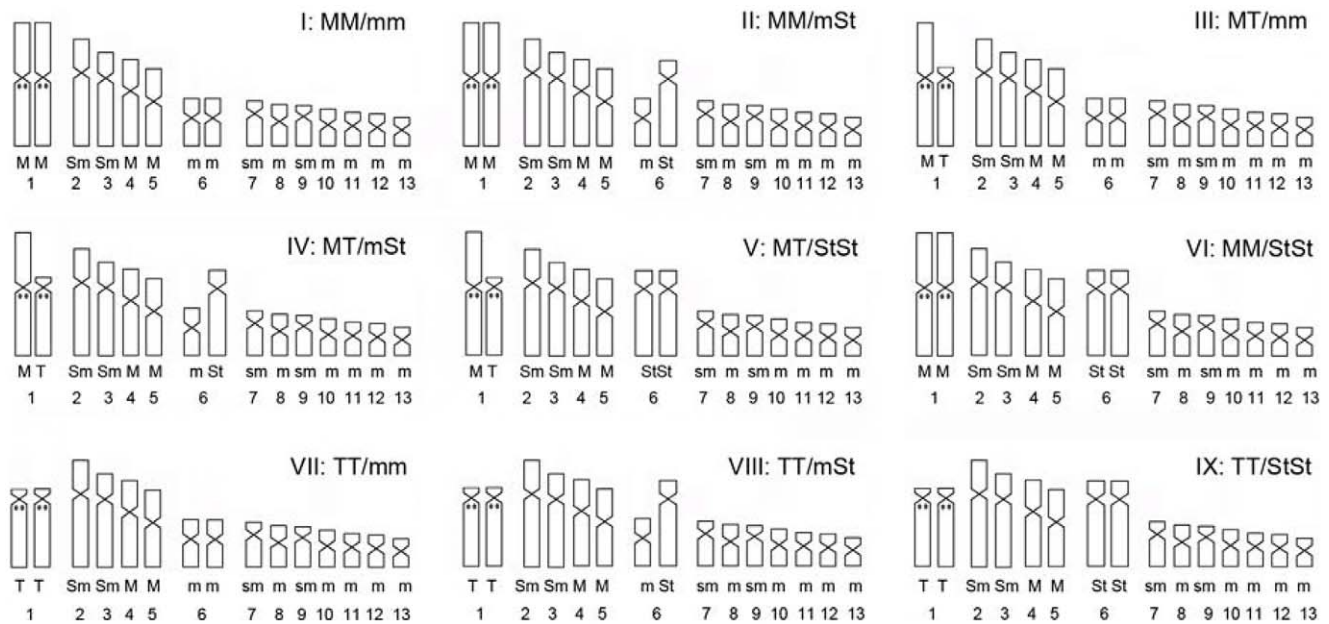 I: MM/mm
M M Sm Sm M M m m sm m sm m m m m
1 2 3 4 5 6 7 8 9 10 11 12 13
II: MM/mSt
M M Sm Sm M M m St sm m sm m m m m
1 2 3 4 5 6 7 8 9 10 11 12 13
III: MT/mm
M T Sm Sm M M m m sm m sm m m m m
1 2 3 4 5 6 7 8 9 10 11 12 13
IV: MT/mSt
M T Sm Sm M M m St sm m sm m m m m
1 2 3 4 5 6 7 8 9 10 11 12 13
V: MT/StSt
M T Sm Sm M M StSt sm m sm m m m m
1 2 3 4 5 6 7 8 9 10 11 12 13
VI: MM/StSt
M M Sm Sm M M St St sm m sm m m m m
1 2 3 4 5 6 7 8 9 10 11 12 13
VII: TT/mm
T T Sm Sm M M m m sm m sm m m m m
1 2 3 4 5 6 7 8 9 10 11 12 13
VIII: TT/mSt
T T Sm Sm M M m St sm m sm m m m m
1 2 3 4 5 6 7 8 9 10 11 12 13
IX: TT/StSt
T T Sm Sm M M St St sm m sm m m m m
1 2 3 4 5 6 7 8 9 10 11 12 13